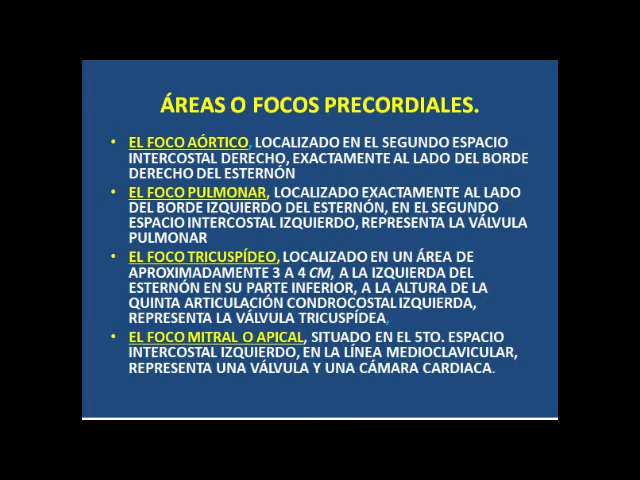 ÁREAS O FOCOS PRECORDIALES.
• EL FOCO AÓRTICO, LOCALIZADO EN EL SEGUNDO ESPACIO
INTERCOSTAL DERECHO, EXACTAMENTE AL LADO DEL BORDE
DERECHO DEL ESTERNÓN
• EL FOCO PULMONAR, LOCALIZADO EXACTAMENTE AL LADO
DEL BORDE IZQUIERDO DEL ESTERNÓN, EN EL SEGUNDO
ESPACIO INTERCOSTAL IZQUIERDO, REPRESENTA LA VÁLVULA
PULMONAR
• EL FOCO TRICUSPÍDEO, LOCALIZADO EN UN ÁREA DE
APROXIMADAMENTE 3 A 4 CM, A LA IZQUIERDA DEL
ESTERNÓN EN SU PARTE INFERIOR, A LA ALTURA DE LA
QUINTA ARTICULACIÓN CONDROCOSTAL IZQUIERDA,
REPRESENTA LA VÁLVULA TRICUSPÍDEA,
• EL FOCO MITRAL O APICAL, SITUADO EN EL 5TO. ESPACIO
INTERCOSTAL IZQUIERDO, EN LA LÍNEA MEDIOCLAVICULAR,
REPRESENTA UNA VÁLVULA Y UNA CÁMARA CARDIACA.